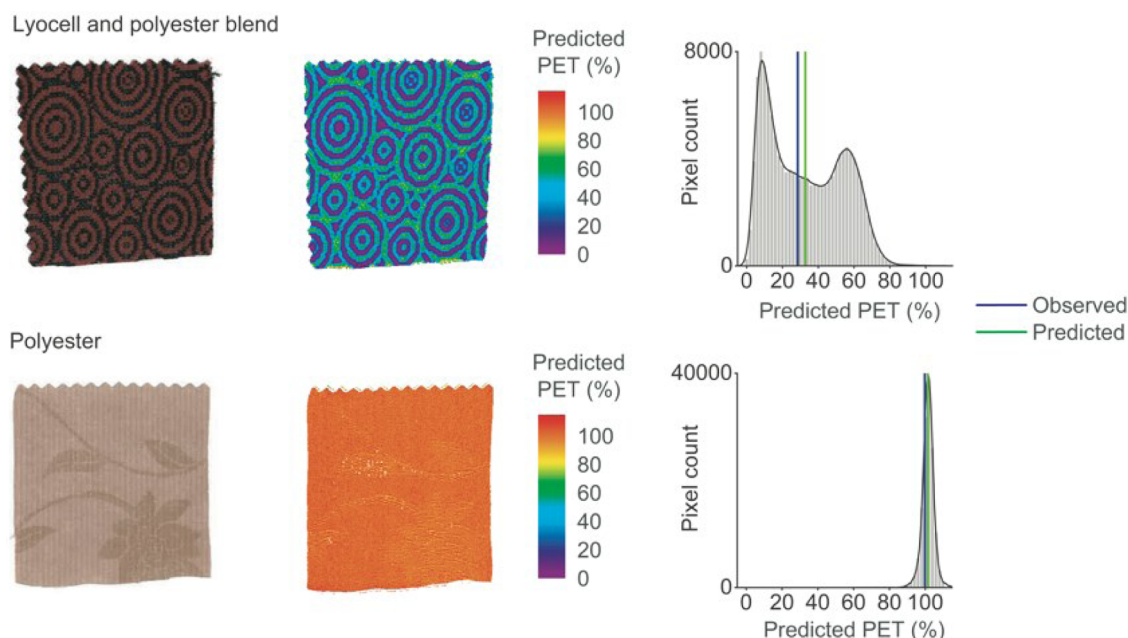 Lyocell and polyester blend
Predicted
PET (%)
100
80
60
40
20
0
8000
Pixel count
0
0 20 40 60 80 100
Predicted PET (%)
Observed
Predicted
Polyester
Predicted
PET (%)
100
80
60
40
20
0
40000
Pixel count
0
0 20 40 60 80 100
Predicted PET (%)